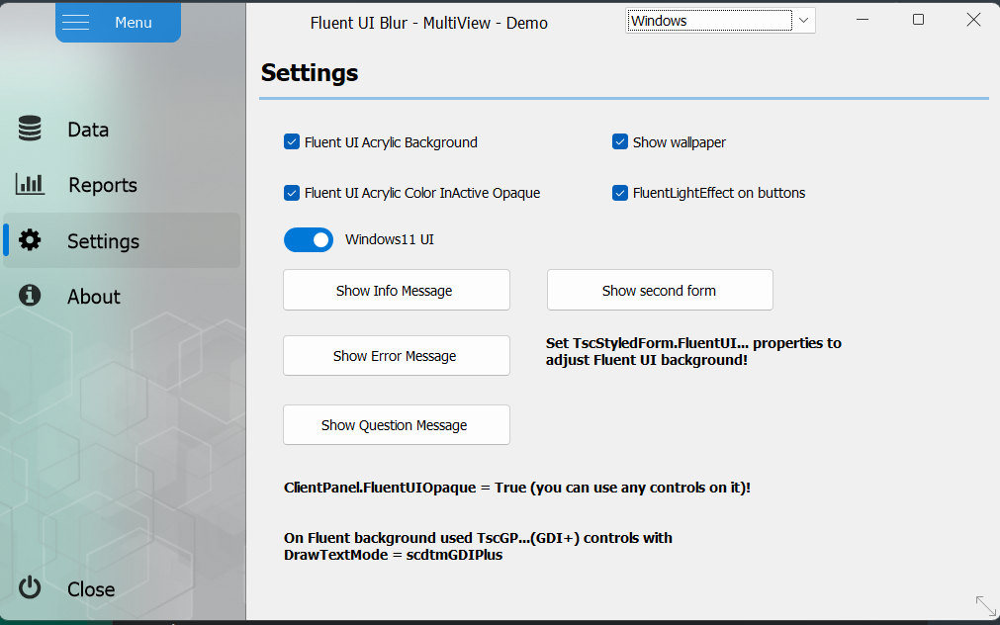 Menu
Fluent UI Blur - MultiView - Demo
Windows
Settings
Data
Reports
Settings
About
Close
Fluent UI Acrylic Background
Show wallpaper
Fluent UI Acrylic Color InActive Opaque
FluentLightEffect on buttons
Windows11 UI
Show Info Message
Show second form
Show Error Message
Set TscStyledForm.FluentUI... properties to
adjust Fluent UI background!
Show Question Message
ClientPanel.FluentUIOpaque = True (you can use any controls on it)!
On Fluent background used TscGP...(GDI+) controls with
DrawTextMode = scdtmGDIPlus